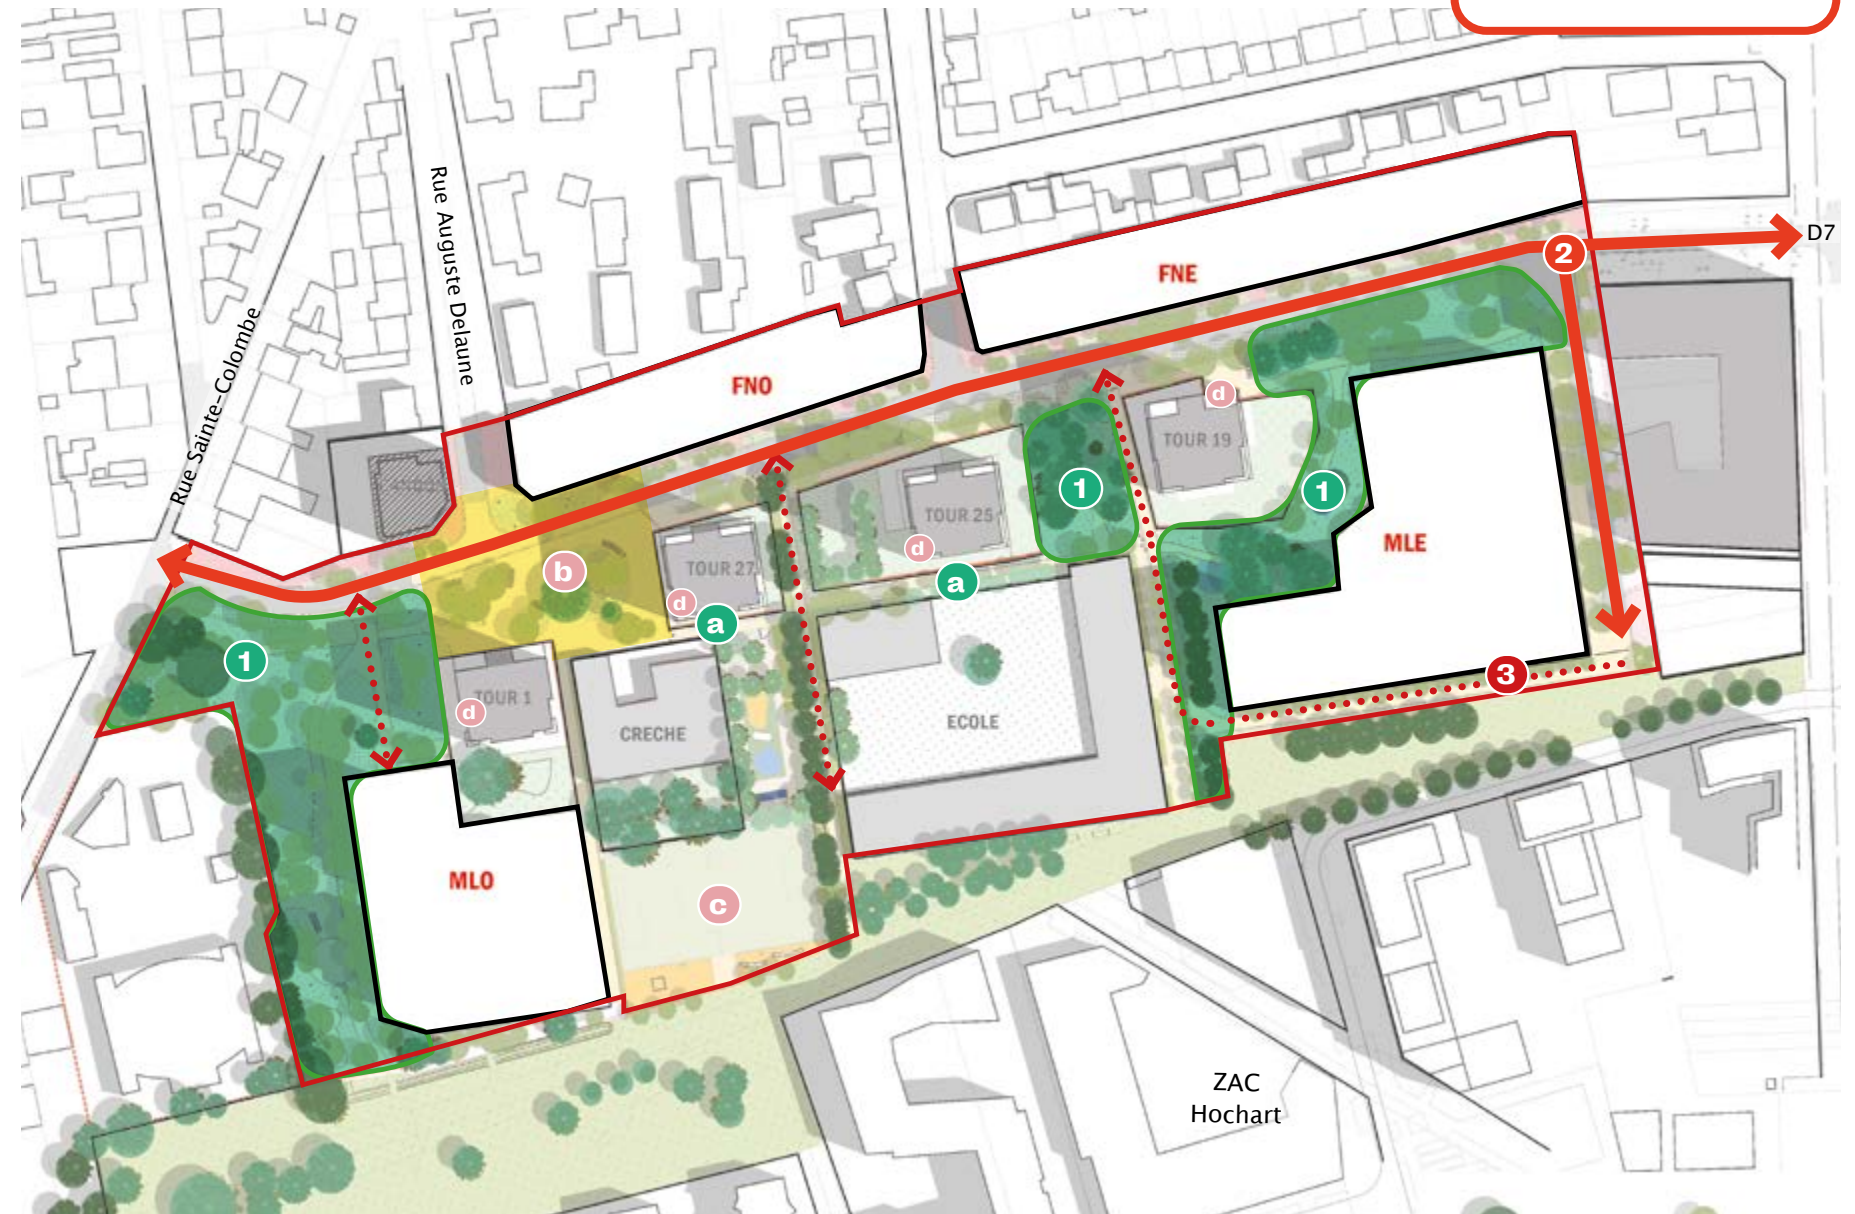 D7
2
FNE
Rue Auguste Delaune
Rue Sainte-Colombe
FNO
d
TOUR 19
1
1
TOUR 25
d
MLE
b
TOUR 27
a
d
a
1
3
TOUR 1
d
CRECHE
ECOLE
MLO
c
ZAC
Hochart